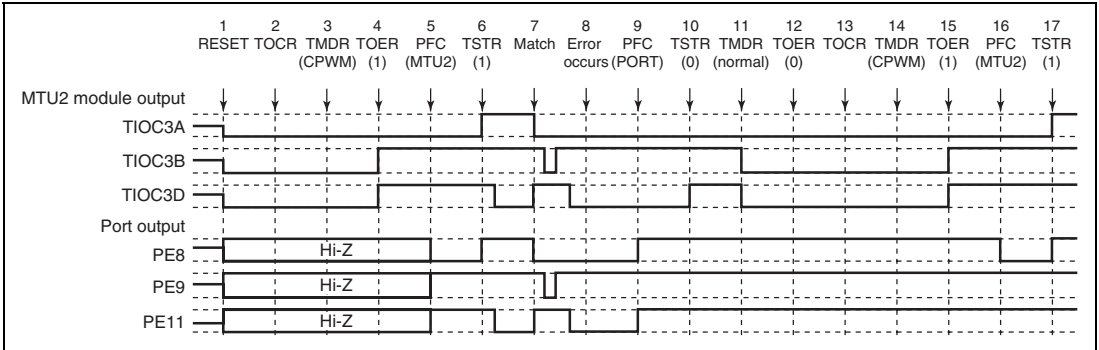 1 2 3 4 5 6 7 8 9 10 11 12 13 14 15 16 17
RESET TOCR TMDR TOER PFC TSTR Match Error PFC TSTR TMDR TOER TOCR TMDR TOER PFC TSTR
(CPWM) (1) (MTU2) (1) occurs (PORT) (0) (normal) (0) (CPWM) (1) (MTU2) (1)
MTU2 module output
TIOC3A
TIOC3B
TIOC3D
Port output
PE8 Hi-Z
PE9 Hi-Z
PE11 Hi-Z